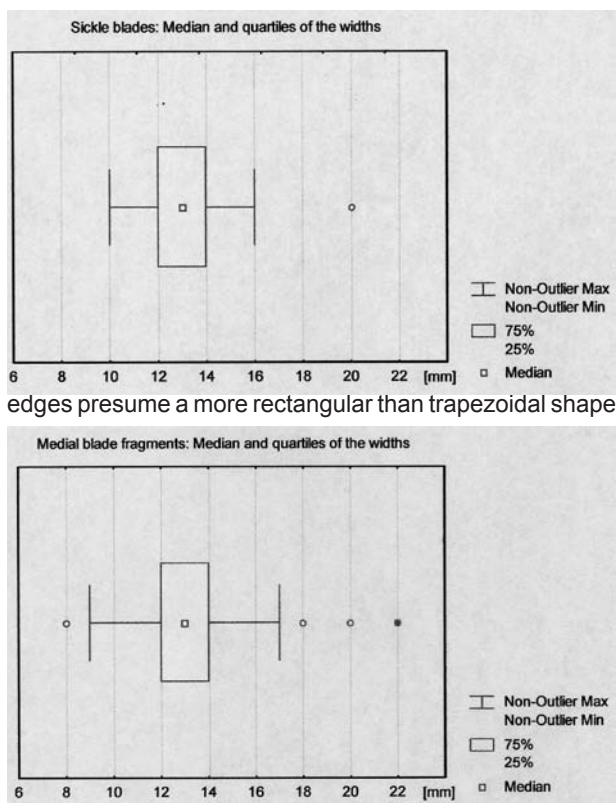 Sickle blades: Median and quartiles of the widths
Non-Outlier Max
Non-Outlier Min
75%
25%
Median
6 8 10 12 14 16 18 20 22 [mm]
edges presume a more rectangular than trapezoidal shape
Medial blade fragments: Median and quartiles of the widths
Non-Outlier Max
Non-Outlier Min
75%
25%
Median
6 8 10 12 14 16 18 20 22 [mm]